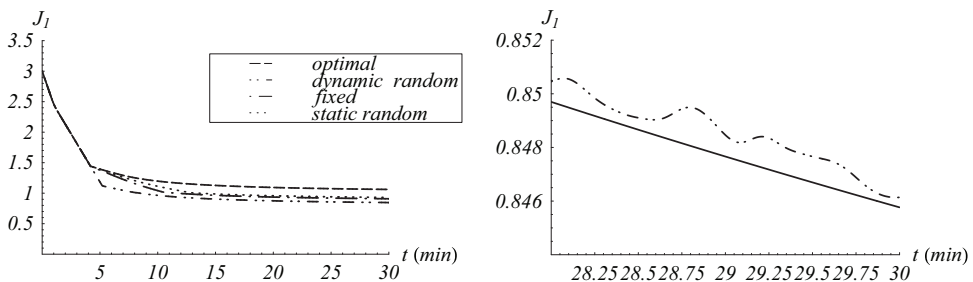 J1
3.5
3
2.5
2
1.5
1
0.5
optimal
dynamic random
fixed
static random
5 10 15 20 25 30
t (min)
J1
0.852
0.85
0.848
0.846
28.25 28.5 28.75 29 29.25 29.5 29.75 30
t (min)